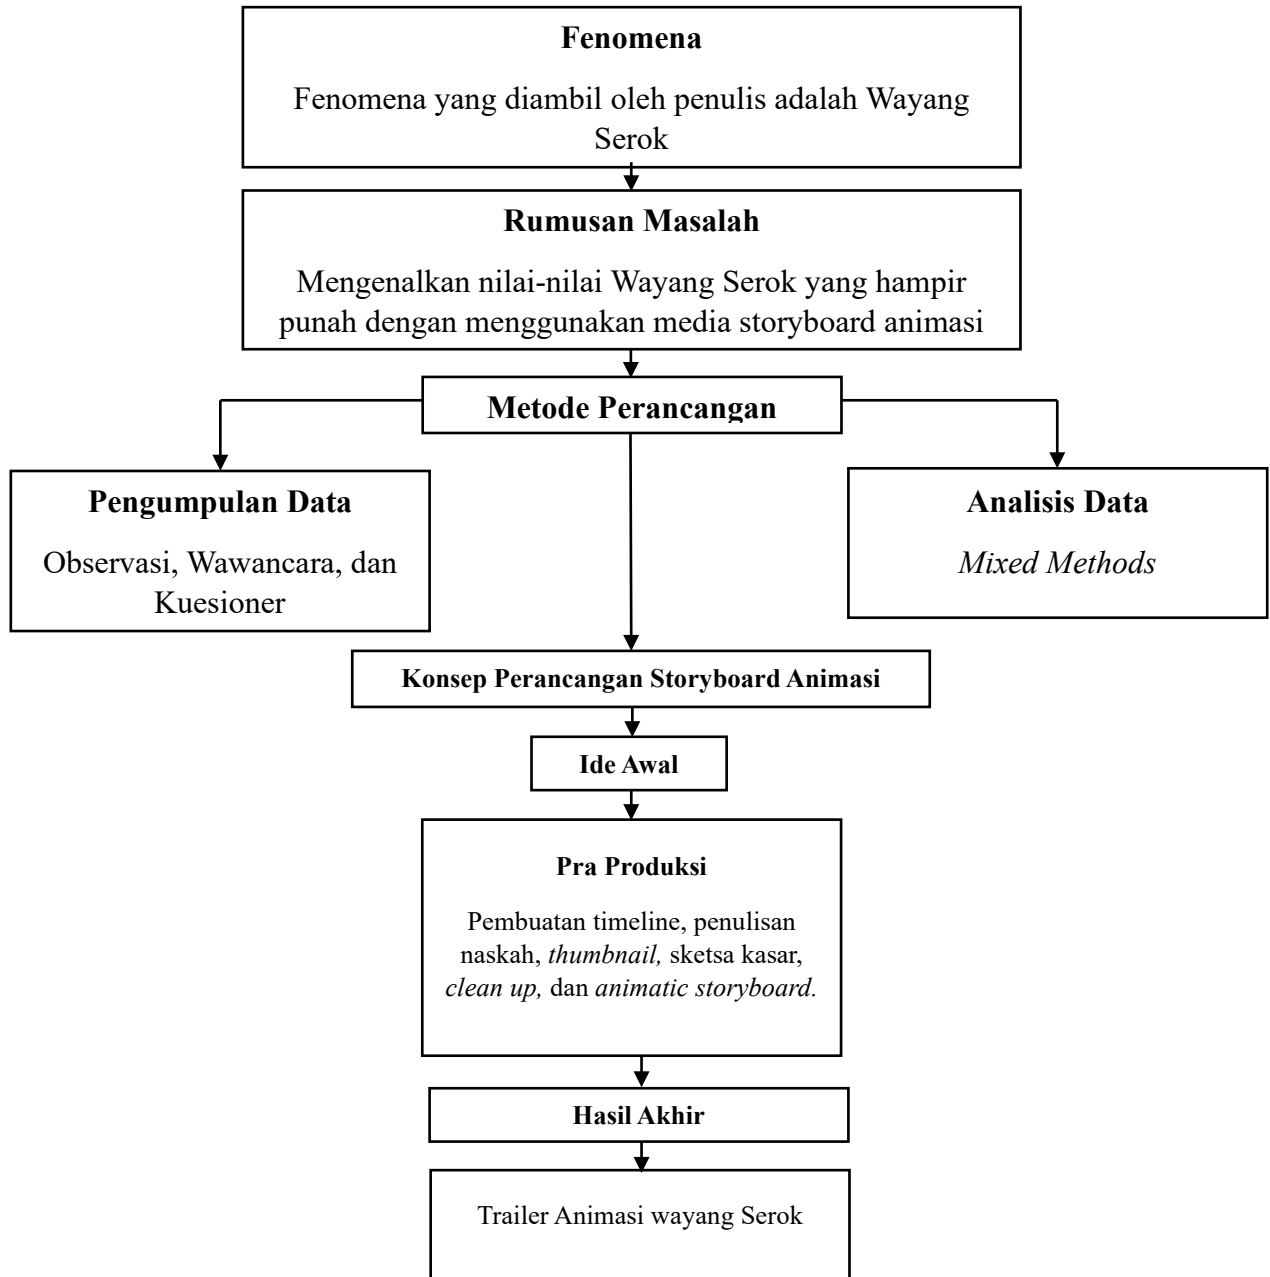 Fenomena
Fenomena yang diambil oleh penulis adalah Wayang
Serok
Rumusan Masalah
Mengenalkan nilai-nilai Wayang Serok yang hampir
punah dengan menggunakan media storyboard animasi
Metode Perancangan
Pengumpulan Data
Observasi, Wawancara, dan
Kuesioner
Analisis Data
Mixed Methods
Konsep Perancangan Storyboard Animasi
Ide Awal
Pra Produksi
Pembuatan timeline, penulisan
naskah, thumbnail, sketsa kasar,
clean up, dan animatic storyboard.
Hasil Akhir
Trailer Animasi wayang Serok